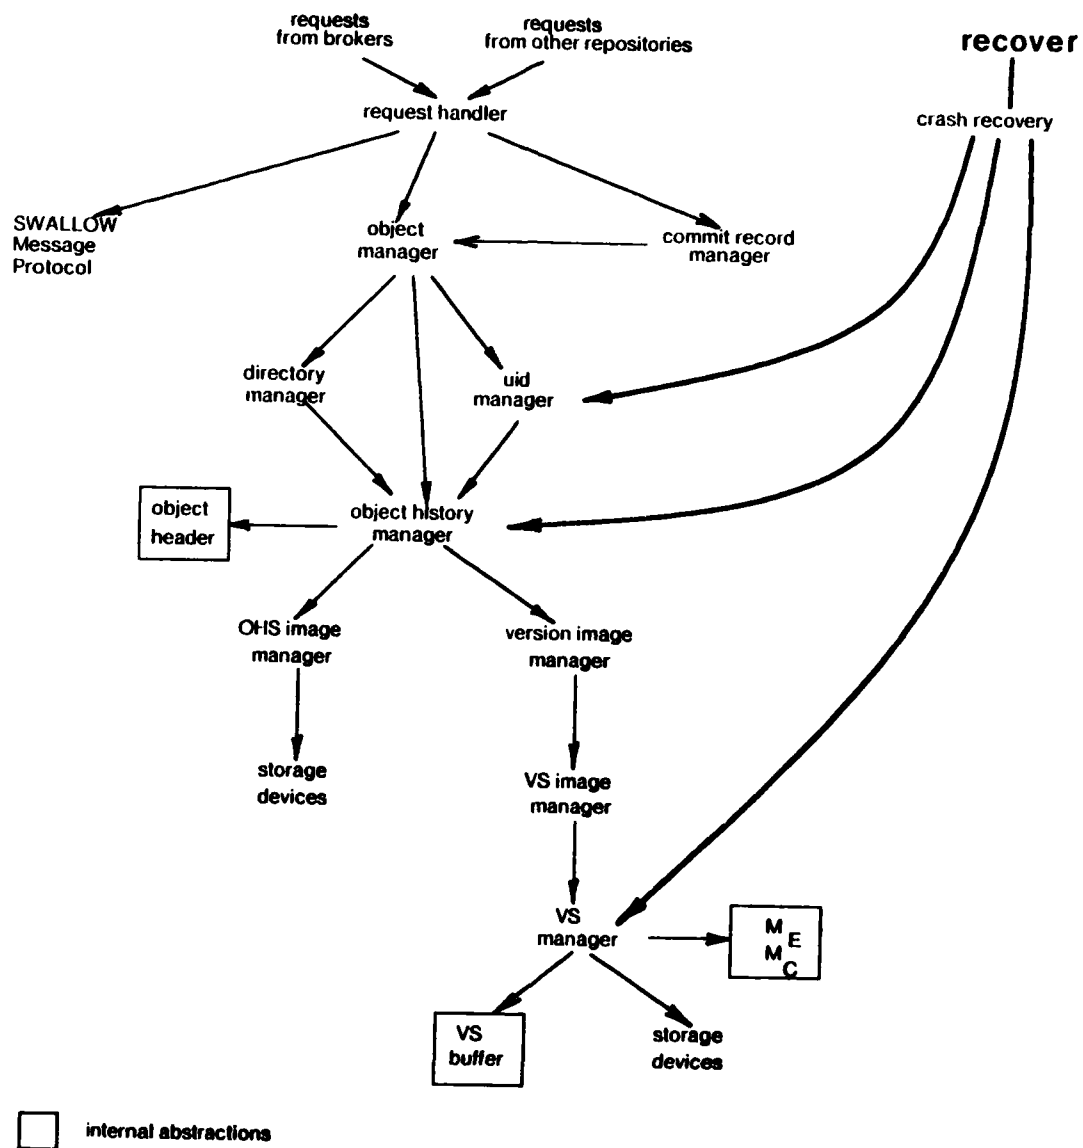 requests
from brokers
requests
from other repositories
recover
request handler
crash recovery
SWALLOW
Message
Protocol
object
manager
commit record
manager
directory
manager
uid
manager
object
header
object history
manager
OHS image
manager
version image
manager
storage
devices
VS image
manager
VS
manager
M E
M C
VS
buffer
storage
devices
internal abstractions